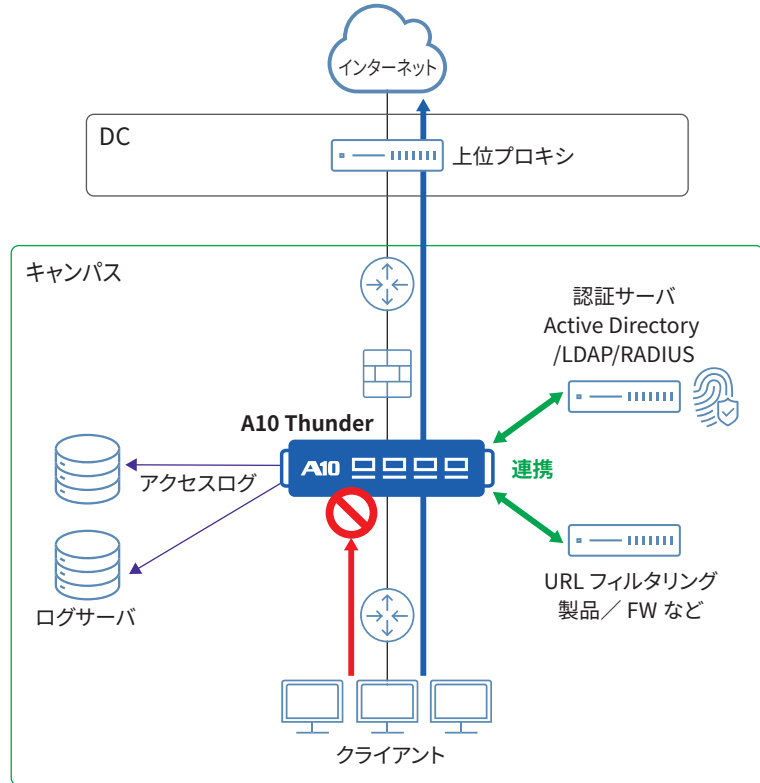 インターネット
DC
上位プロキシ
キャンパス
認証サーバ
Active Directory
/LDAP/RADIUS
A10 Thunder
A10
連携
アクセスログ
ログサーバ
URL フィルタリング
製品／ FW など
クライアント